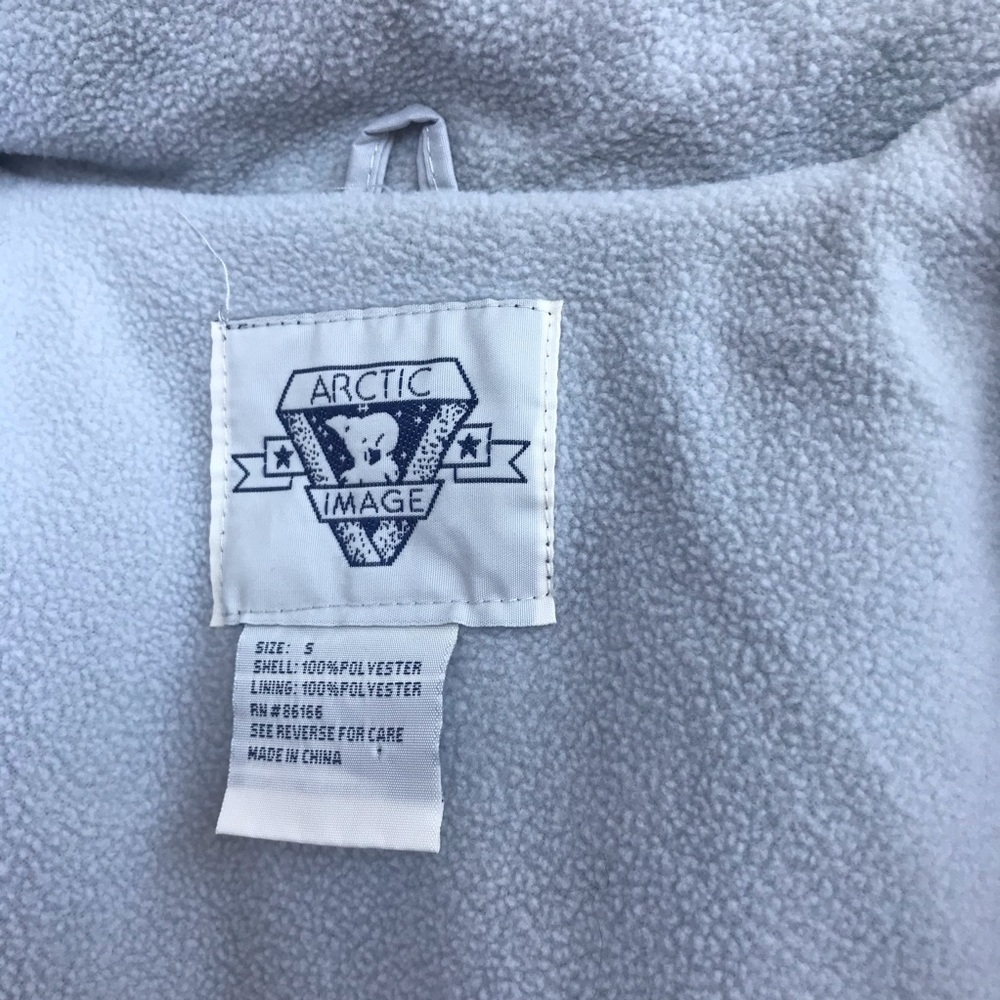 ARCTIC
IMAGE
SIZE: S
SHELL: 100%POLYESTER
LINING: 100%POLYESTER
RN#86166
SEE REVERSE FOR CARE
MADE IN CHINA